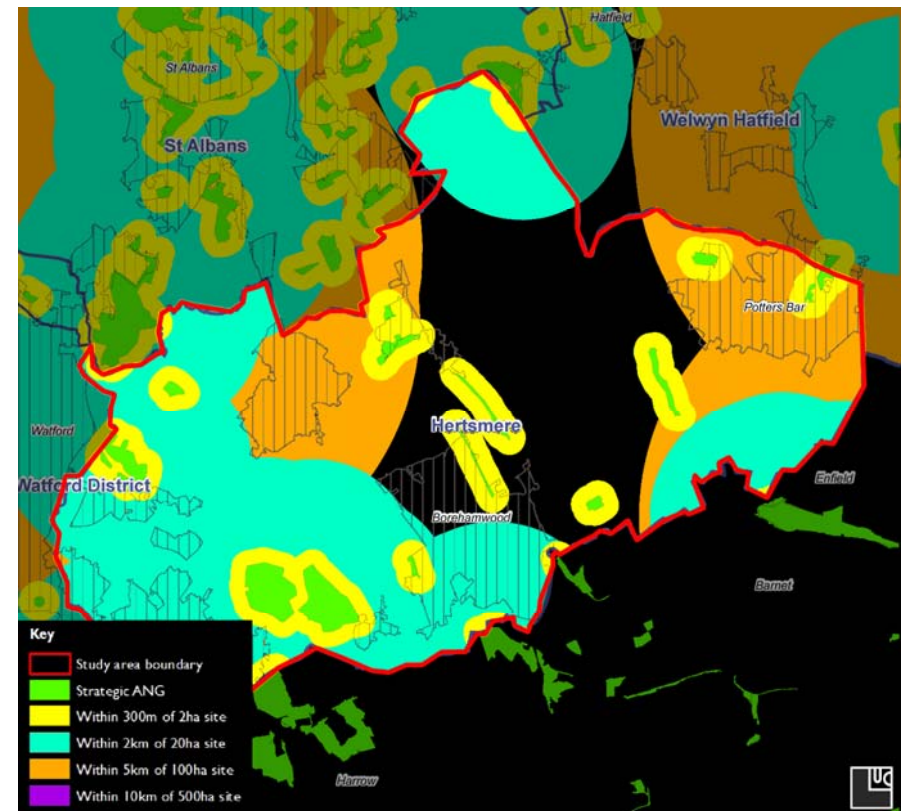 Hatfield
St Albans
St Albans
Welwyn Hatfield
Potters Bar
Hertsmere
Watford
Watford District
Enfield
Borehamwood
Barnet
Harrow
Key
Study area boundary
Strategic ANG
Within 300m of 2ha site
Within 2km of 20ha site
Within 5km of 100ha site
Within 10km of 500ha site
LUC